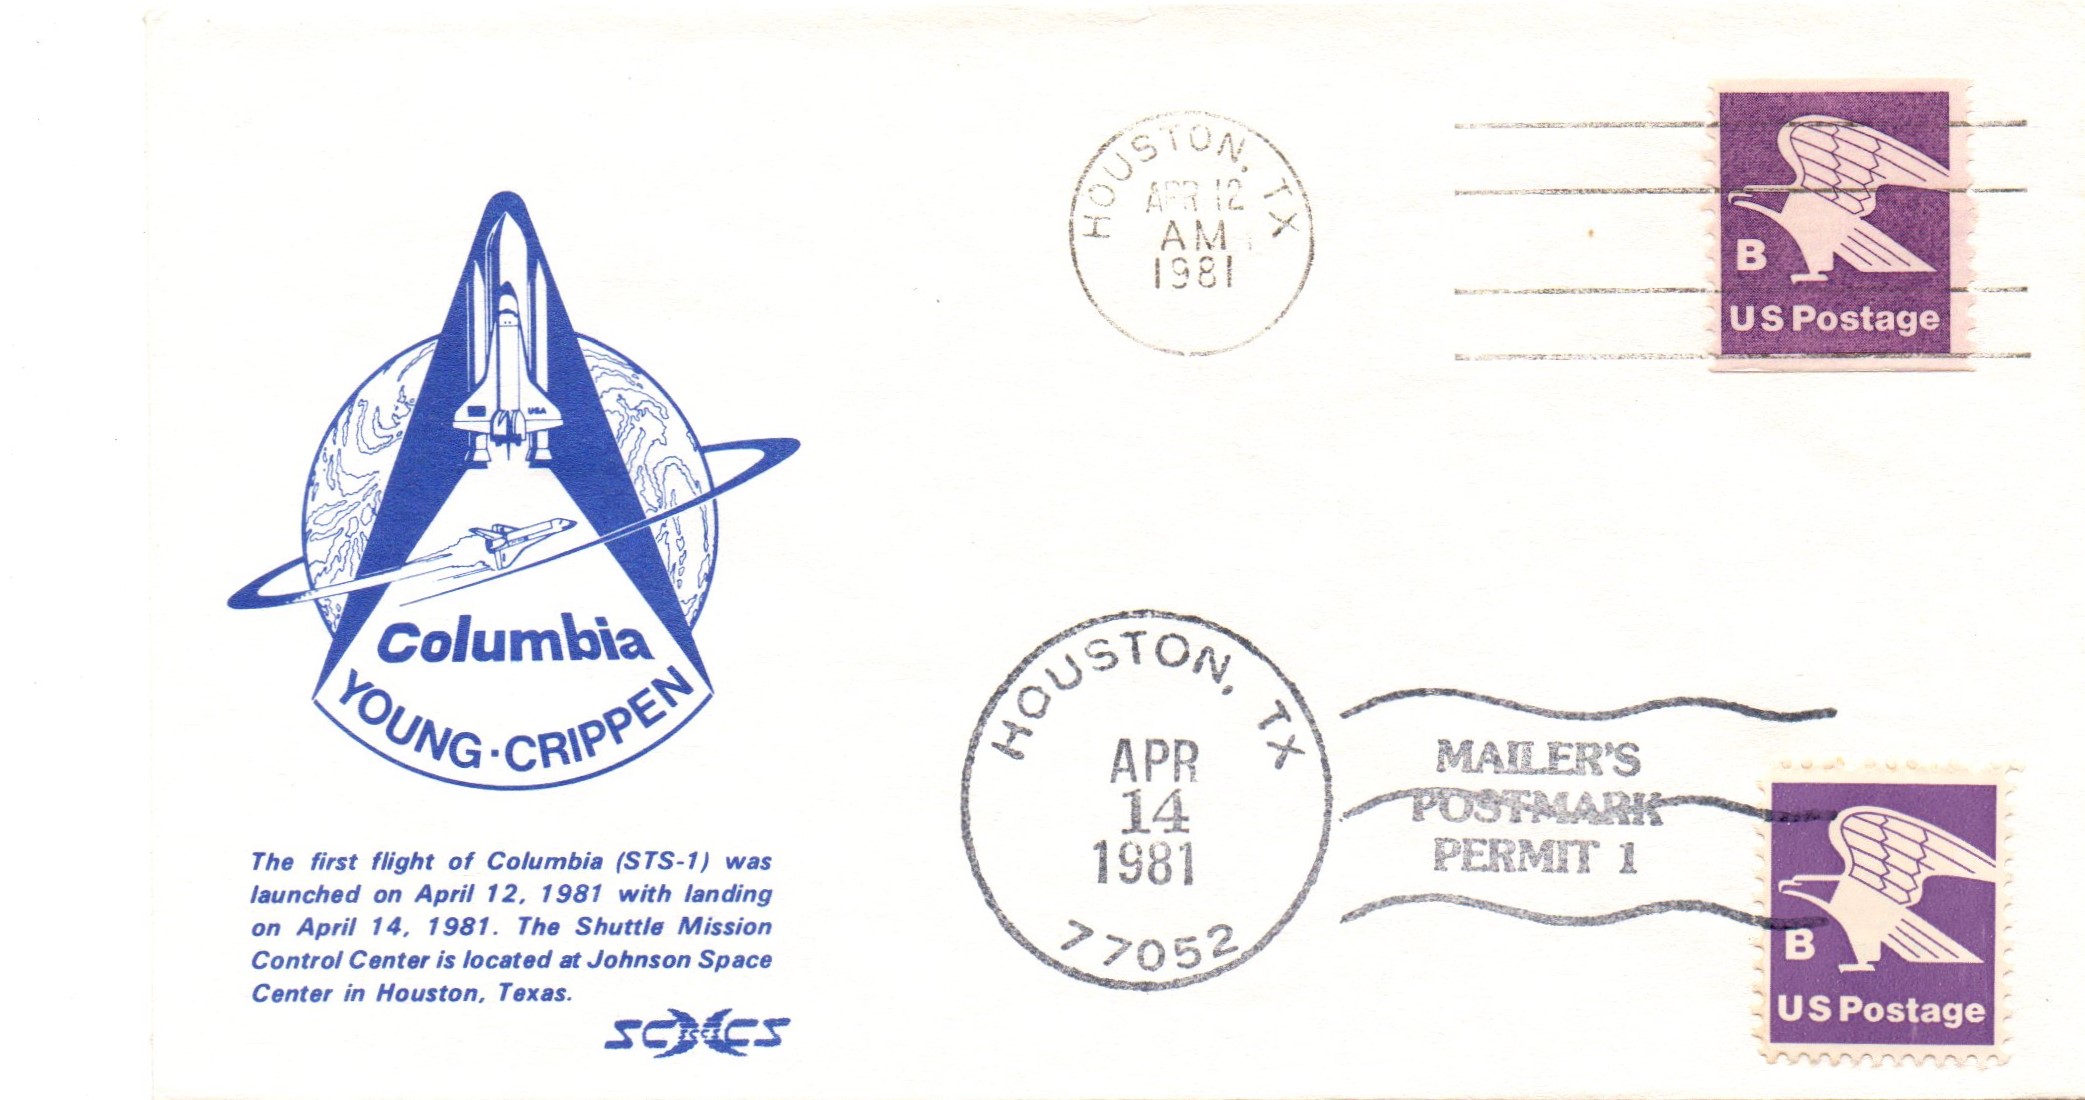 HOUSTON, TX
APR 12
AM
1981
B
US Postage
USA
Columbia
YOUNG·CRIPPEN
HOUSTON, TX
APR
14
1981
77052
MAILER'S
POSTMARK
PERMIT 1
B
US Postage
The first flight of Columbia (STS-1) was
launched on April 12, 1981 with landing
on April 14, 1981. The Shuttle Mission
Control Center is located at Johnson Space
Center in Houston, Texas.